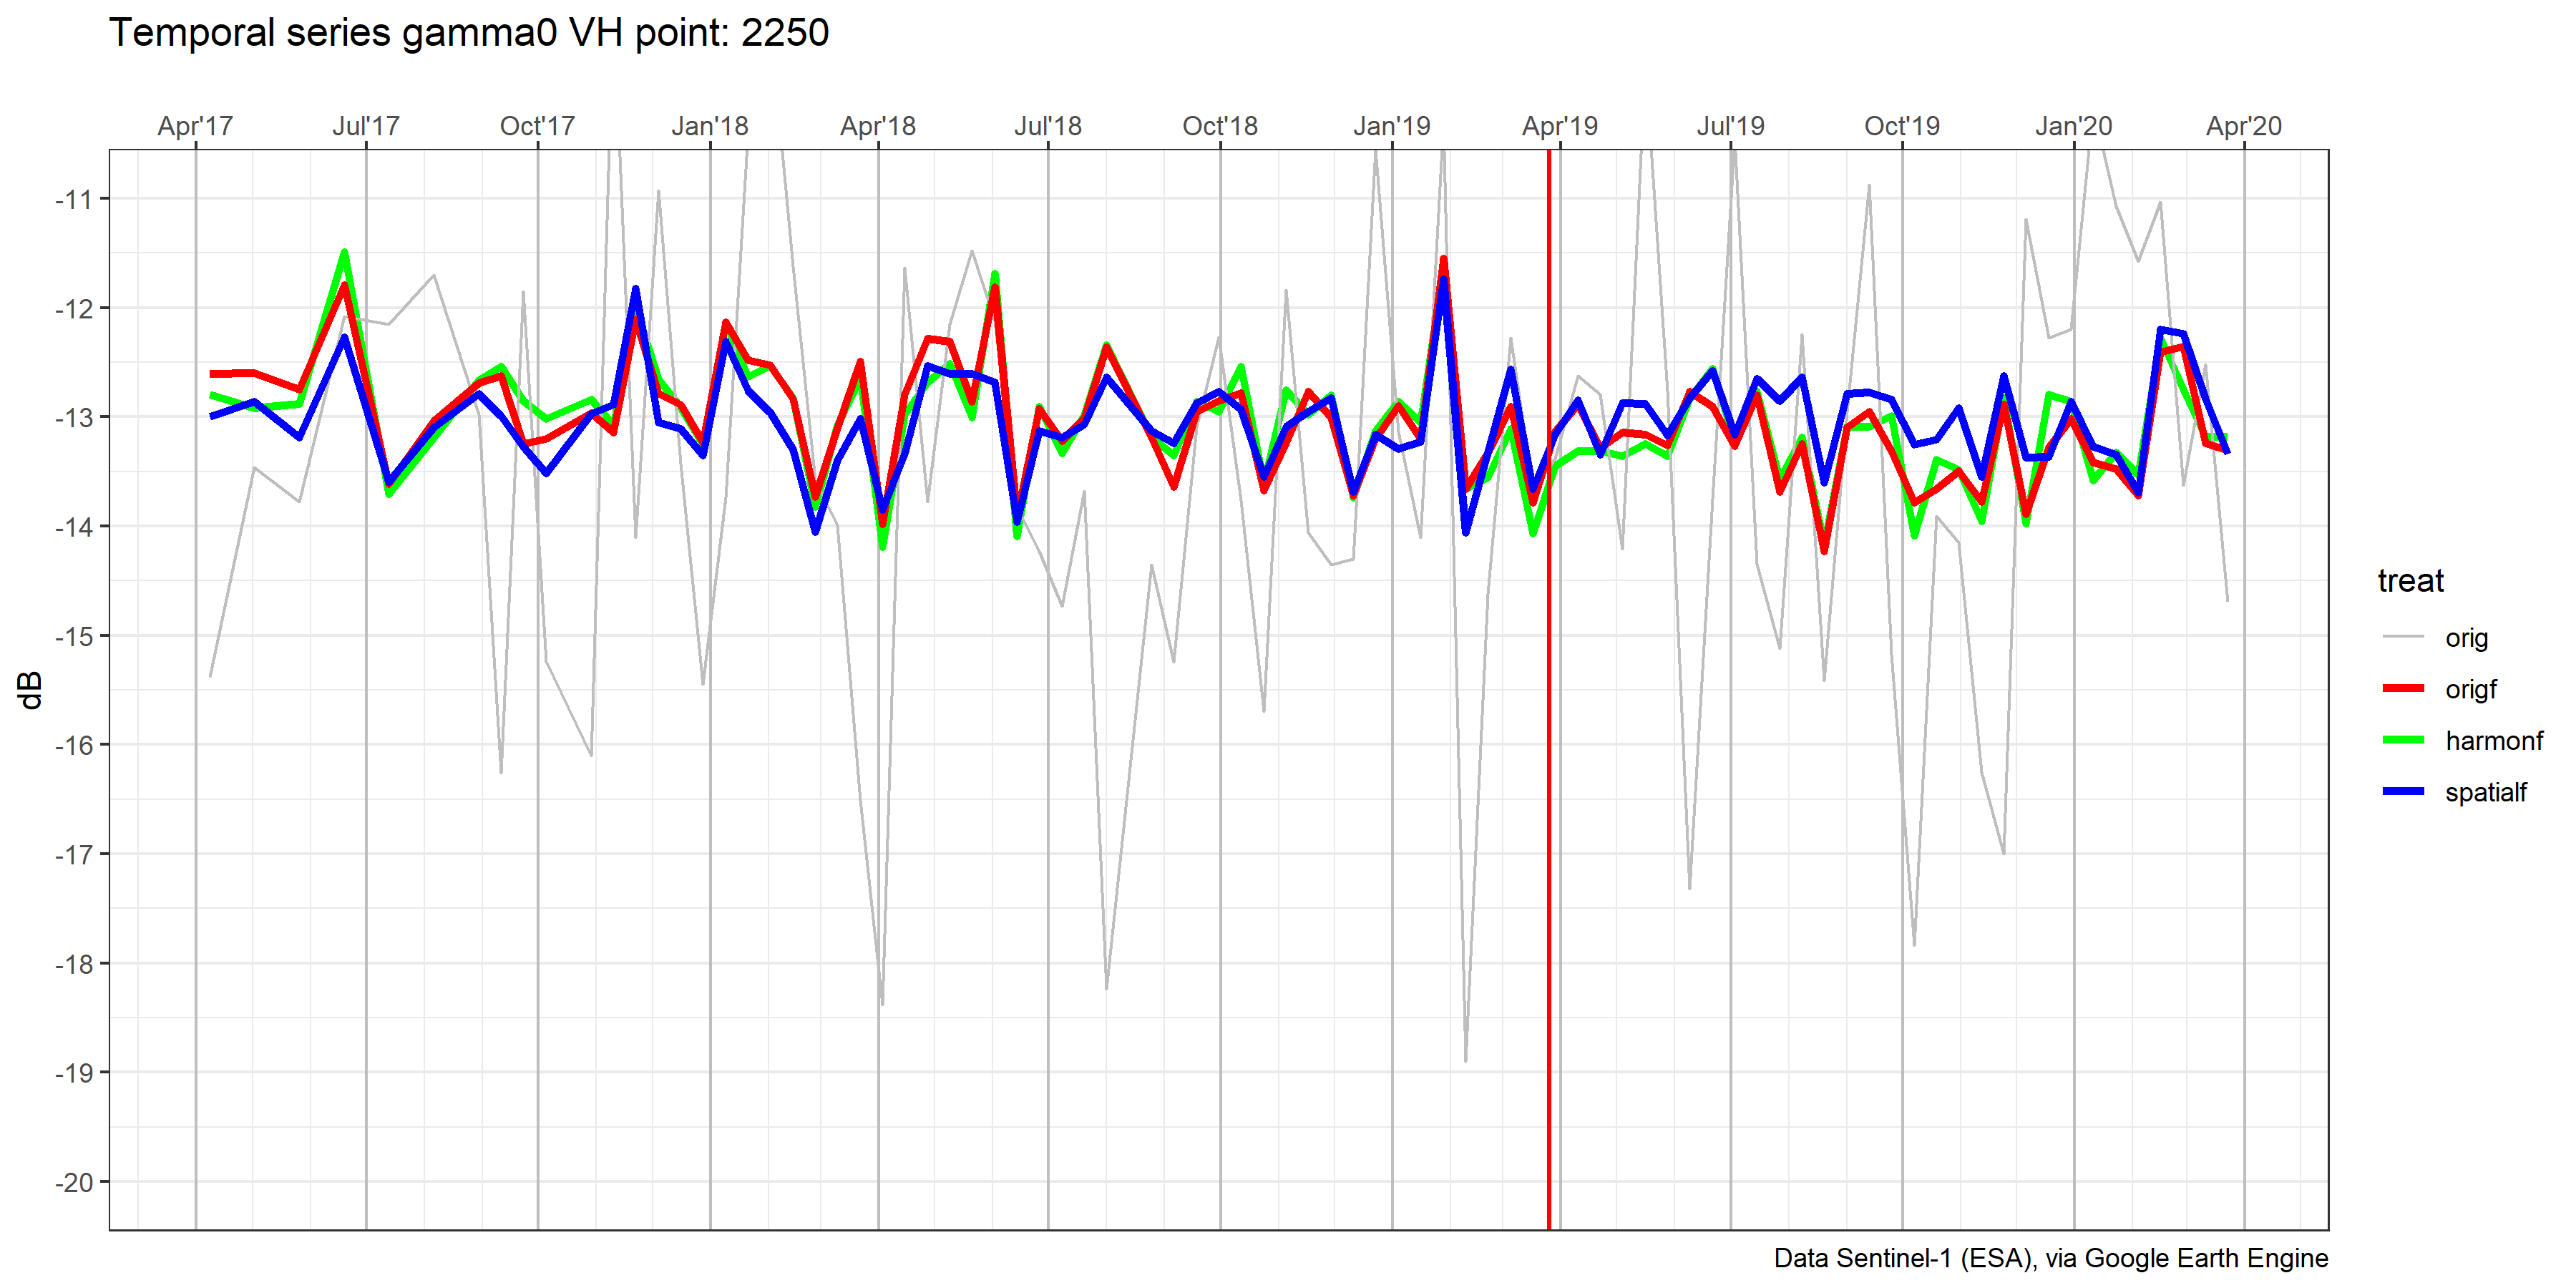 Temporal series gamma0 VH point: 2250
Apr'17 Jul'17 Oct'17 Jan'18 Apr'18 Jul'18 Oct'18 Jan'19 Apr'19 Jul'19 Oct'19 Jan'20 Apr'20
-11
-12
-13
-14
-15
-16
-17
-18
-19
-20
dB
treat
orig
origf
harmonf
spatialf
Data Sentinel-1 (ESA), via Google Earth Engine